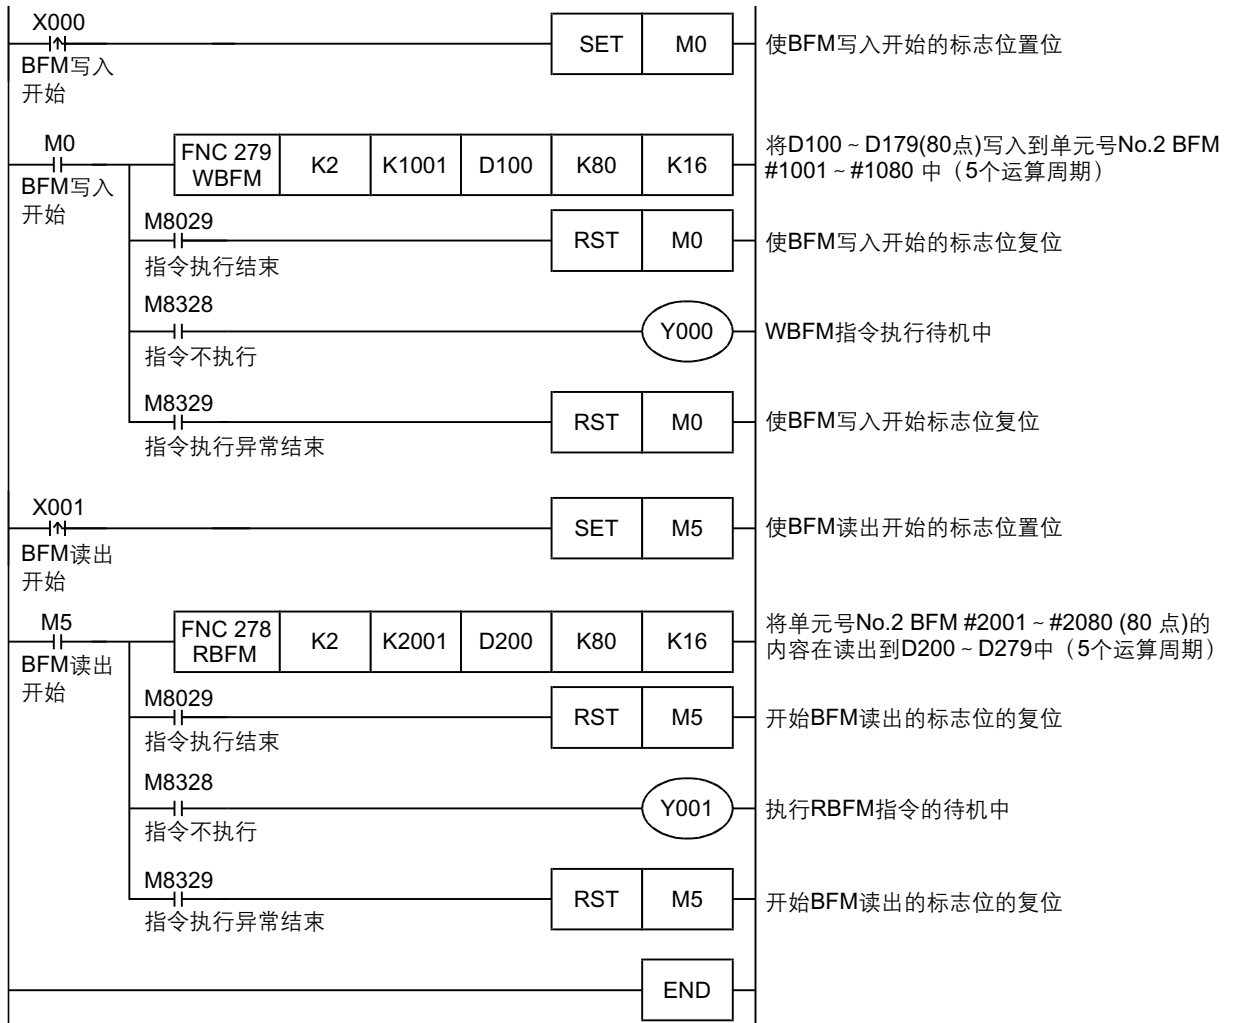 X000
SET M0 使BFM写入开始的标志位置位
BFM写入
开始
M0
FNC 279
WBFM K2 K1001 D100 K80 K16
将D100~D179(80点)写入到单元号No.2 BFM
#1001~#1080 中（5个运算周期）
BFM写入
开始
M8029
RST M0 使BFM写入开始的标志位复位
指令执行结束
M8328
Y000 WBFM指令执行待机中
指令不执行
M8329
RST M0 使BFM写入开始标志位复位
指令执行异常结束
X001
SET M5 使BFM读出开始的标志位置位
BFM读出
开始
M5
FNC 278
RBFM K2 K2001 D200 K80 K16
将单元号No.2 BFM #2001~#2080 (80 点)的
内容在读出到D200~D279中（5个运算周期）
BFM读出
开始
M8029
RST M5 开始BFM读出的标志位的复位
指令执行结束
M8328
Y001 执行RBFM指令的待机中
指令不执行
M8329
RST M5 开始BFM读出的标志位的复位
指令执行异常结束
END